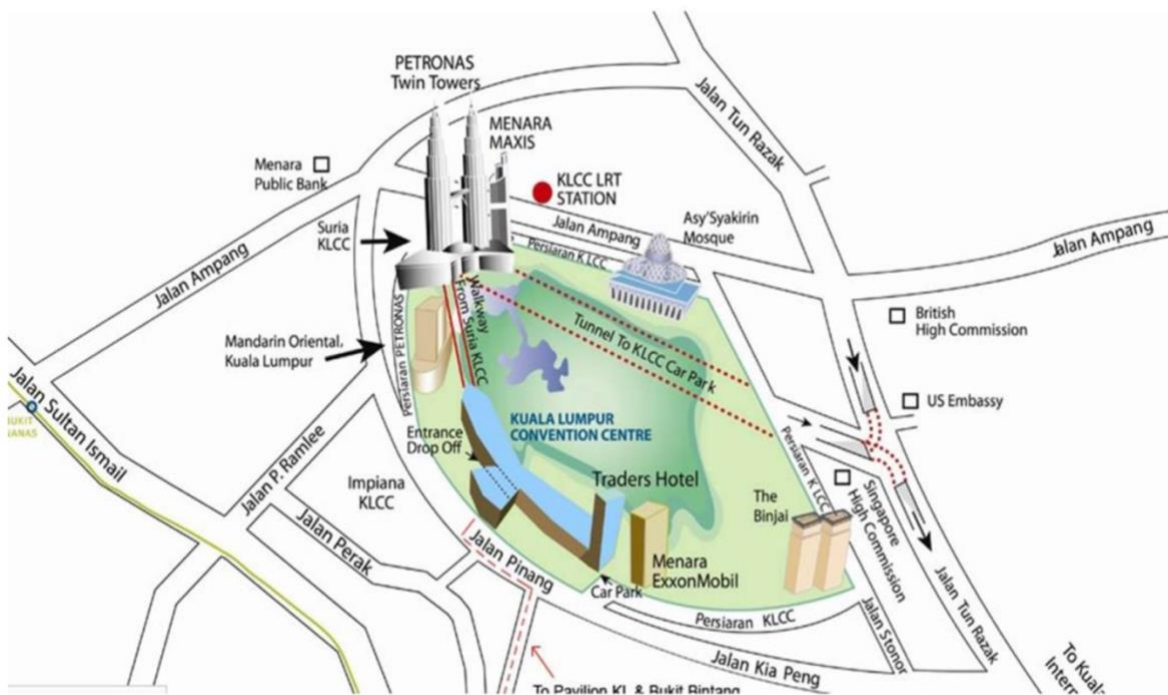 PETRONAS
Twin Towers
MENARA
MAXIS
Jalan Tun Razak
Menara
Public Bank
KLCC LRT
STATION
Suria
KLCC
Jalan Ampang
Asy'Syakirin
Mosque
Persiaran KLCC
Jalan Ampang
Jalan Ampang
Walkway
From Suria KLCC
Tunnel To KLCC Car Park
British
High Commission
Mandarin Oriental,
Kuala Lumpur
Persiaran PETRONAS
Jalan Sultan Ismail
US Embassy
KUALA LUMPUR
CONVENTION CENTRE
Entrance
Drop Off
Jalan P. Ramlee
Persiaran KLCC
Impiana
KLCC
Traders Hotel
The
Binjai
Singapore
High Commission
Jalan Perak
Jalan Pinang
Menara
ExxonMobil
Car Park
Persiaran KLCC
Jalan Stonor
Jalan Tun Razak
Jalan Kia Peng
To Pavilion KL & Bukit Bintang